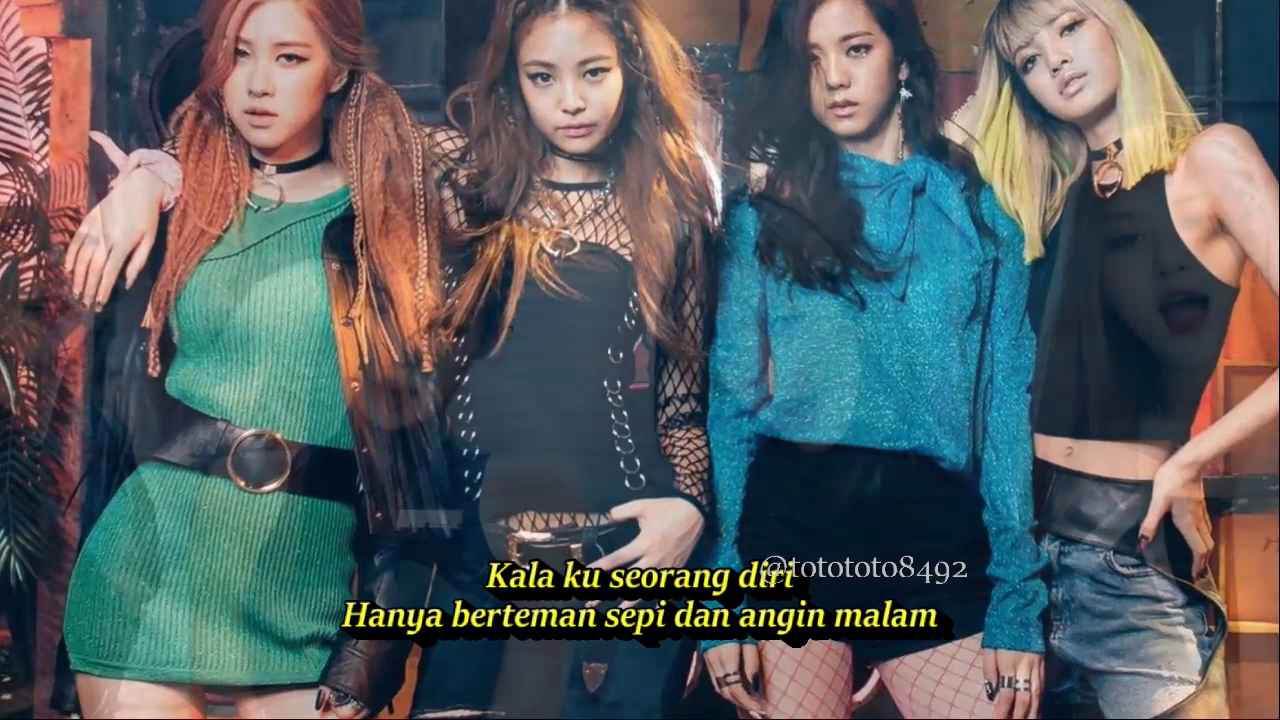 Kala ku seorang diri
@totototo8492
Hanya berteman sepi dan angin malam